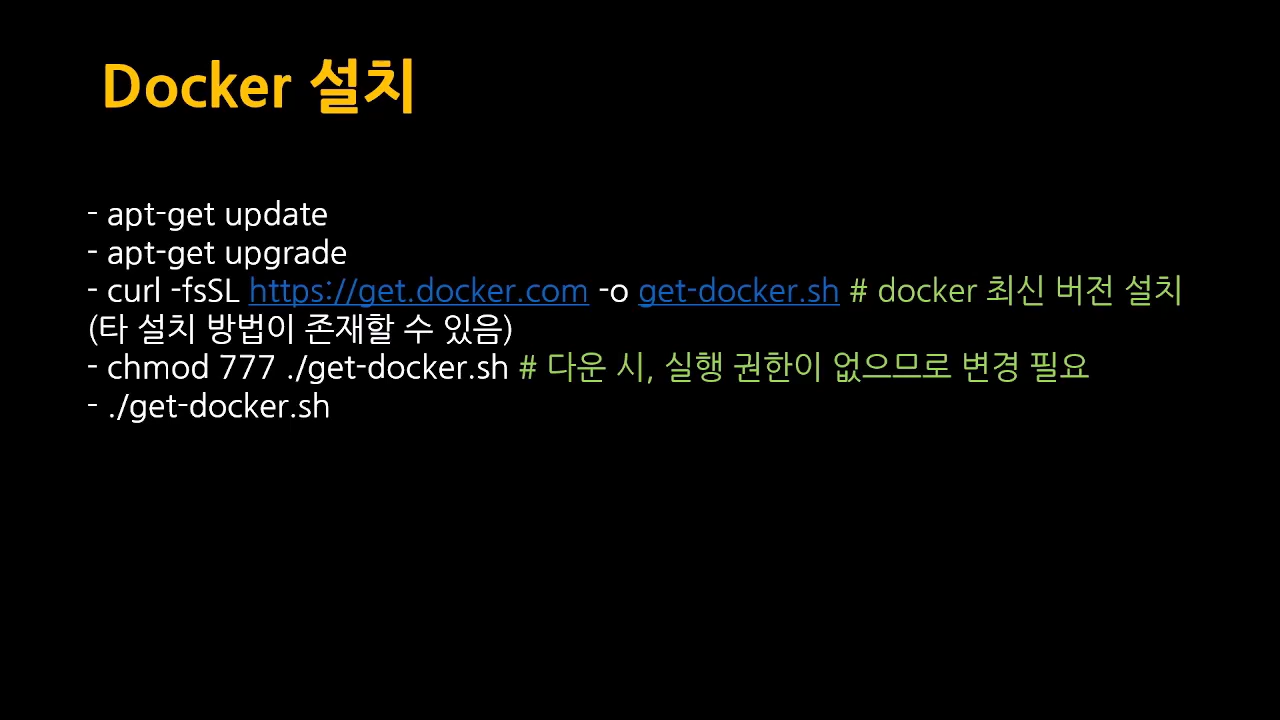 Docker 설치
- apt-get update
- apt-get upgrade
- curl -fsSL https://get.docker.com -o get-docker.sh # docker 최신 버전 설치
(타 설치 방법이 존재할 수 있음)
- chmod 777 ./get-docker.sh # 다운 시, 실행 권한이 없으므로 변경 필요
- ./get-docker.sh